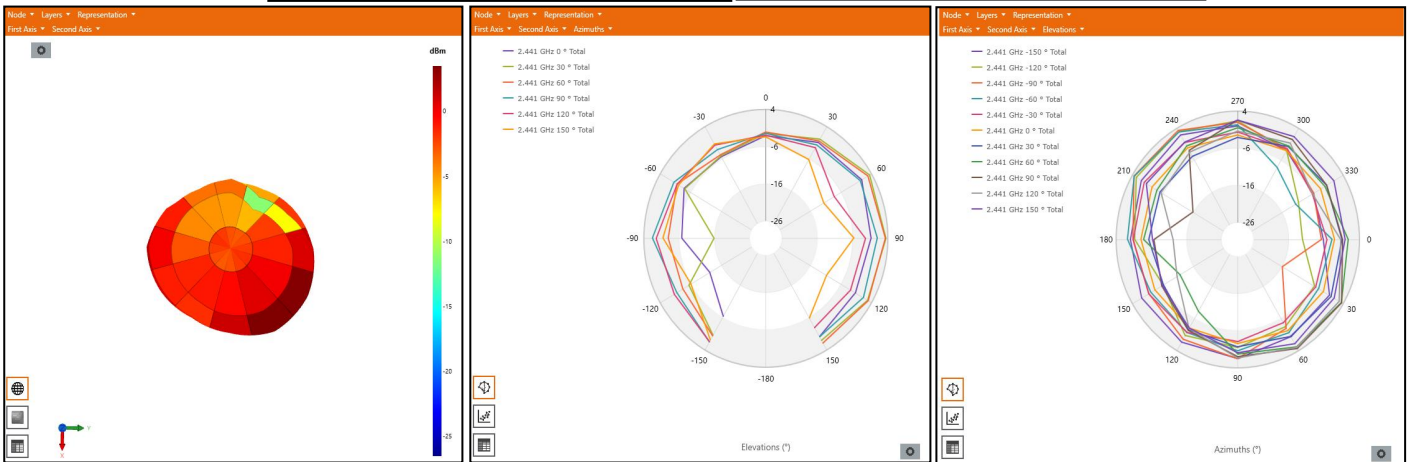 Node Layers Representation
First Axis Second Axis
dBm
0
-5
-10
-15
-20
-25
Y
X
Node Layers Representation
First Axis Second Axis Azimuths
2.441 GHz 0 ° Total
2.441 GHz 30 ° Total
2.441 GHz 60 ° Total
2.441 GHz 90 ° Total
2.441 GHz 120 ° Total
2.441 GHz 150 ° Total
0
4
-30
30
-6
-60
60
-16
-26
-90
90
-120
120
-150
150
-180
Elevations (°)
Node Layers Representation
First Axis Second Axis Elevations
2.441 GHz -150 ° Total
2.441 GHz -120 ° Total
2.441 GHz -90 ° Total
2.441 GHz -60 ° Total
2.441 GHz -30 ° Total
2.441 GHz 0 ° Total
2.441 GHz 30 ° Total
2.441 GHz 60 ° Total
2.441 GHz 90 ° Total
2.441 GHz 120 ° Total
2.441 GHz 150 ° Total
270
4
240
300
-6
210
330
-16
-26
180
0
150
30
120
60
90
Azimuths (°)